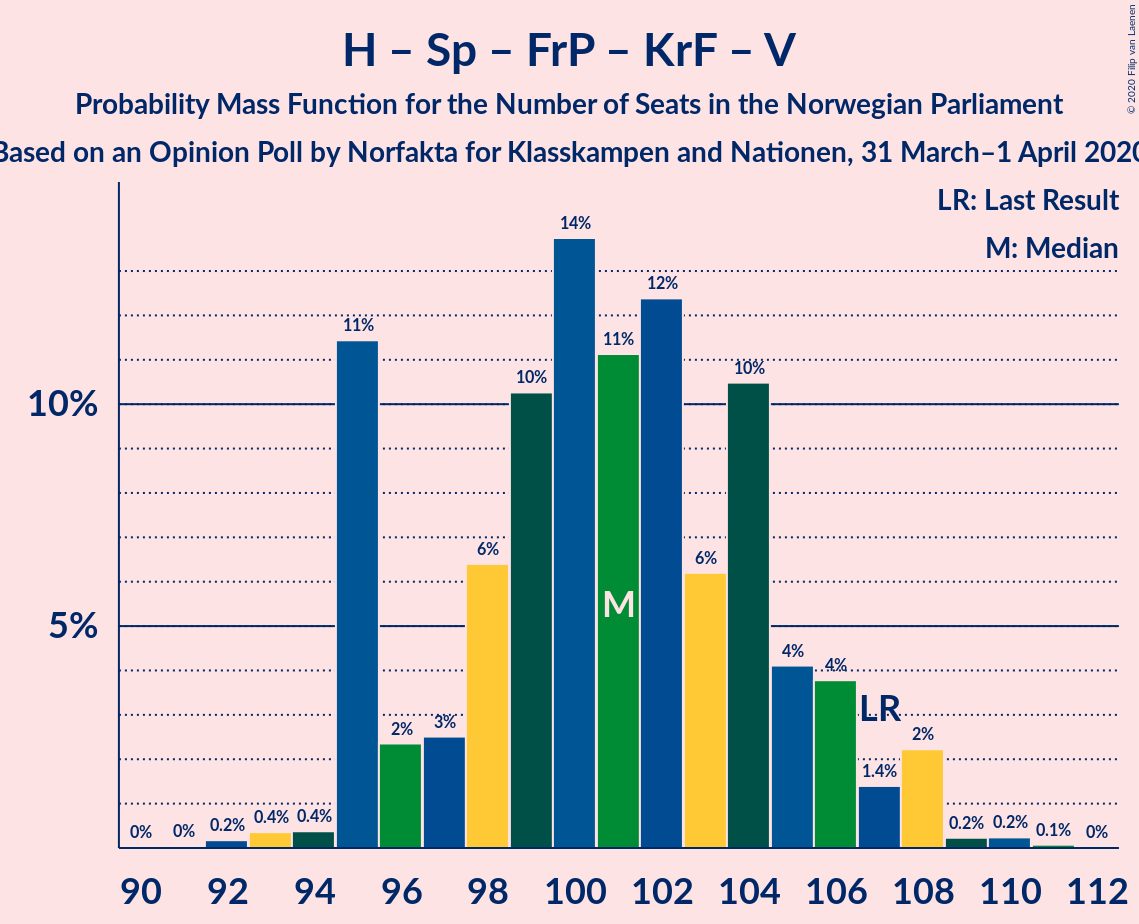 H – Sp – FrP – KrF – V
Probability Mass Function for the Number of Seats in the Norwegian Parliament
Based on an Opinion Poll by Norfakta for Klasskampen and Nationen, 31 March–1 April 2020
© 2020 Filip van Laenen
LR: Last Result
M: Median
14%
12%
11%
11%
10%
10%
10%
6%
6%
M
5%
4%
4%
LR
2%
3%
2%
1.4%
0%
0%
0.2%
0.4%
0.4%
0.2%
0.2%
0.1%
0%
90 92 94 96 98 100 102 104 106 108 110 112